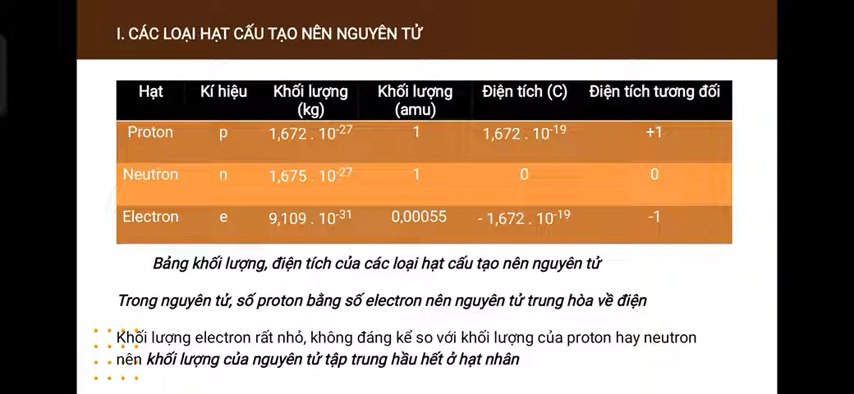 I. CÁC LOẠI HẠT CẤU TẠO NÊN NGUYÊN TỬ
Hạt Kí hiệu Khối lượng (kg) Khối lượng (amu) Điện tích (C) Điện tích tương đối
Proton p 1,672 . 10⁻²⁷ 1 1,672 . 10⁻¹⁹ +1
Neutron n 1,675 . 10⁻²⁷ 1 0 0
Electron e 9,109 . 10⁻³¹ 0,00055 - 1,672 . 10⁻¹⁹ -1
Bảng khối lượng, điện tích của các loại hạt cấu tạo nên nguyên tử
Trong nguyên tử, số proton bằng số electron nên nguyên tử trung hòa về điện
Khối lượng electron rất nhỏ, không đáng kể so với khối lượng của proton hay neutron
nên khối lượng của nguyên tử tập trung hầu hết ở hạt nhân